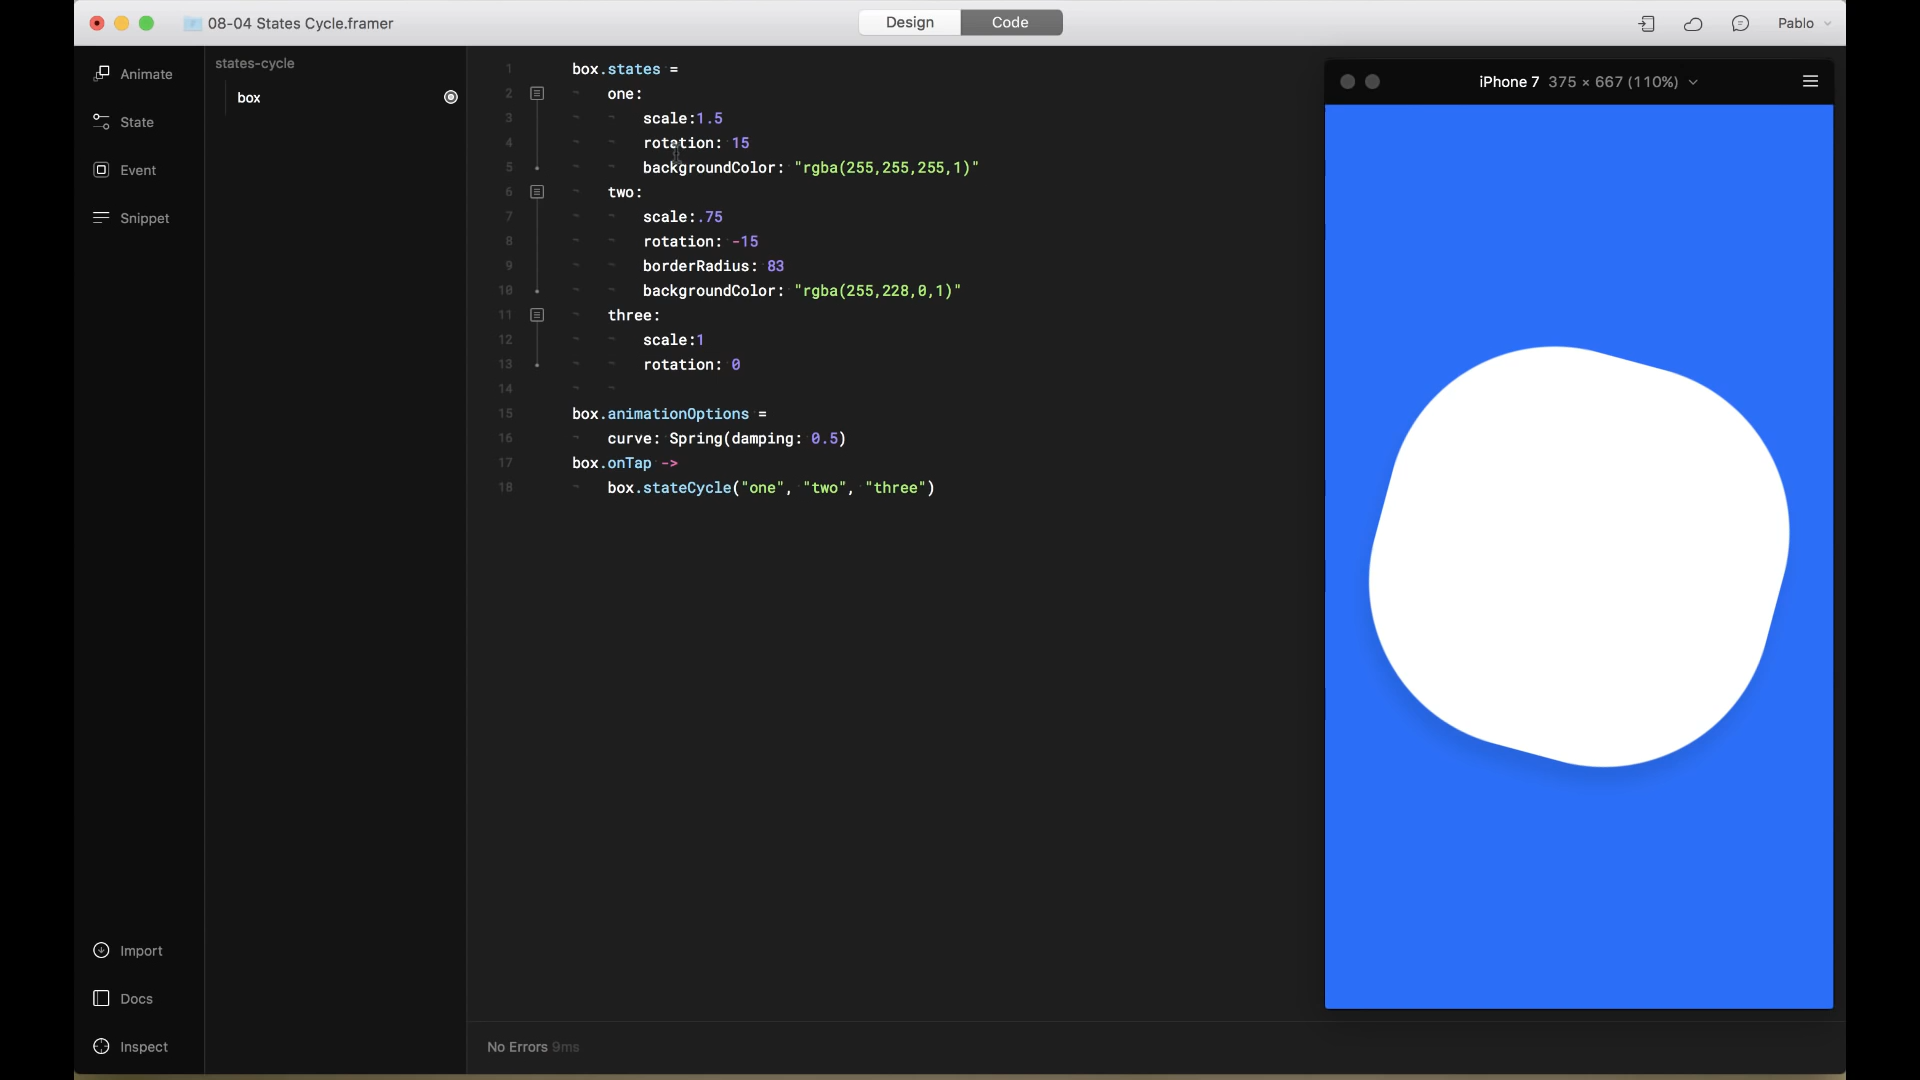 08-04 States Cycle.framer
Design
Code
Pablo
Animate
State
Event
Snippet
Import
Docs
Inspect
states-cycle
box
1 box.states =
2 one:
3 scale:1.5
4 rotation: 15
5 backgroundColor: "rgba(255,255,255,1)"
6 two:
7 scale:.75
8 rotation: -15
9 borderRadius: 83
10 backgroundColor: "rgba(255,228,0,1)"
11 three:
12 scale:1
13 rotation: 0
14
15 box.animationOptions =
16 curve: Spring(damping: 0.5)
17 box.onTap ->
18 box.stateCycle("one", "two", "three")
No Errors 9ms
iPhone 7 375 × 667 (110%)